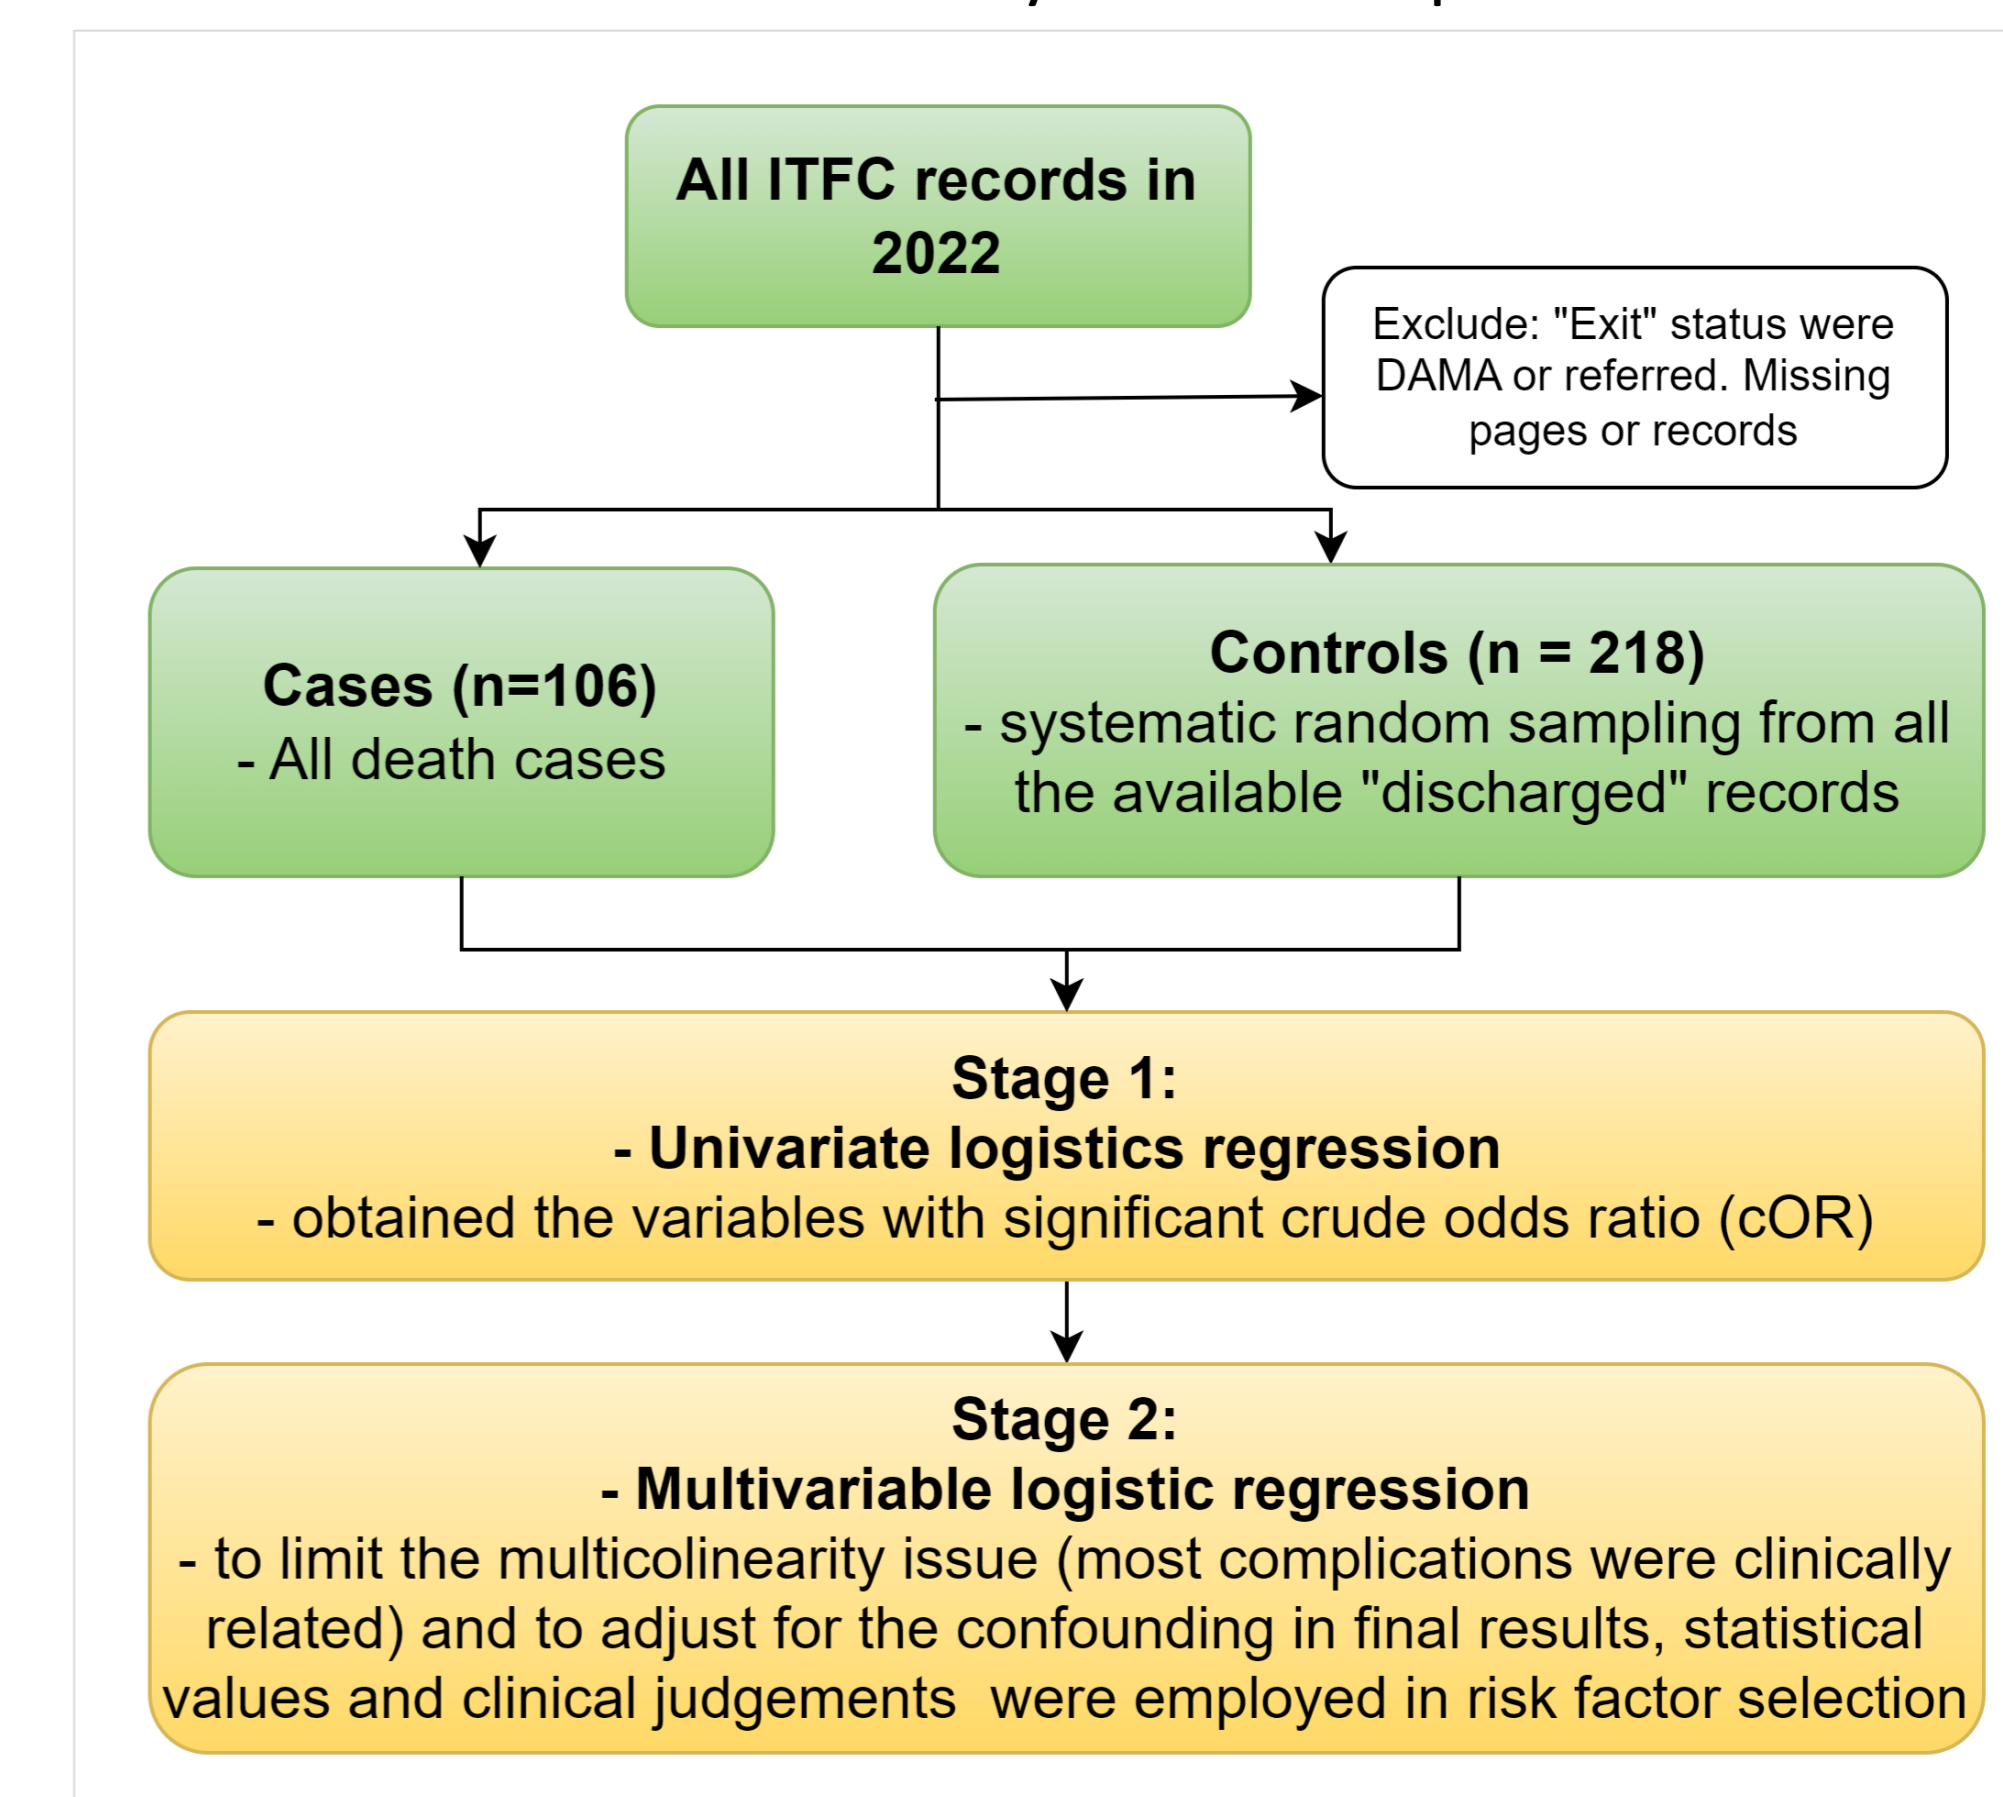 All ITFC records in
2022
Exclude: "Exit" status were
DAMA or referred. Missing
pages or records
Cases (n=106)
- All death cases
Controls (n = 218)
- systematic random sampling from all
the available "discharged" records
Stage 1:
- Univariate logistics regression
- obtained the variables with significant crude odds ratio (cOR)
Stage 2:
- Multivariable logistic regression
- to limit the multicolinearity issue (most complications were clinically
related) and to adjust for the confounding in final results, statistical
values and clinical judgements  were employed in risk factor selection